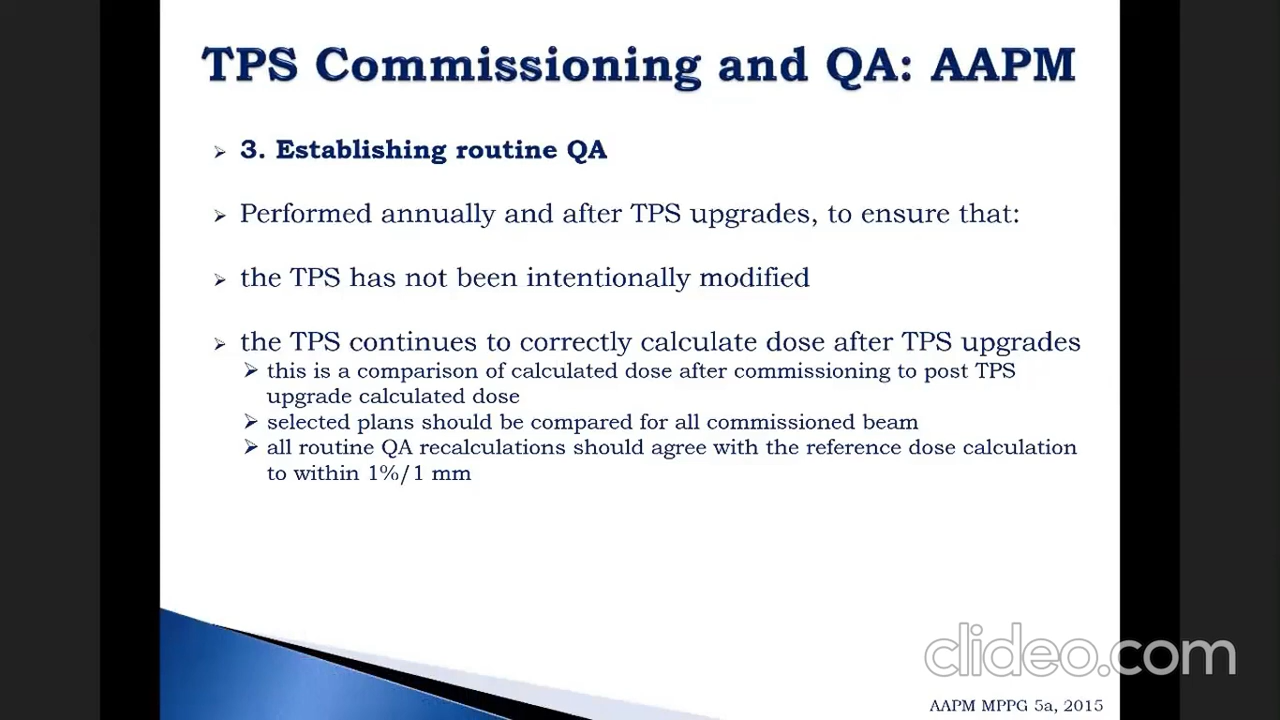 TPS Commissioning and QA: AAPM
3. Establishing routine QA
Performed annually and after TPS upgrades, to ensure that:
the TPS has not been intentionally modified
the TPS continues to correctly calculate dose after TPS upgrades
this is a comparison of calculated dose after commissioning to post TPS
upgrade calculated dose
selected plans should be compared for all commissioned beam
all routine QA recalculations should agree with the reference dose calculation
to within 1%/1 mm
clideo.com
AAPM MPPG 5a, 2015